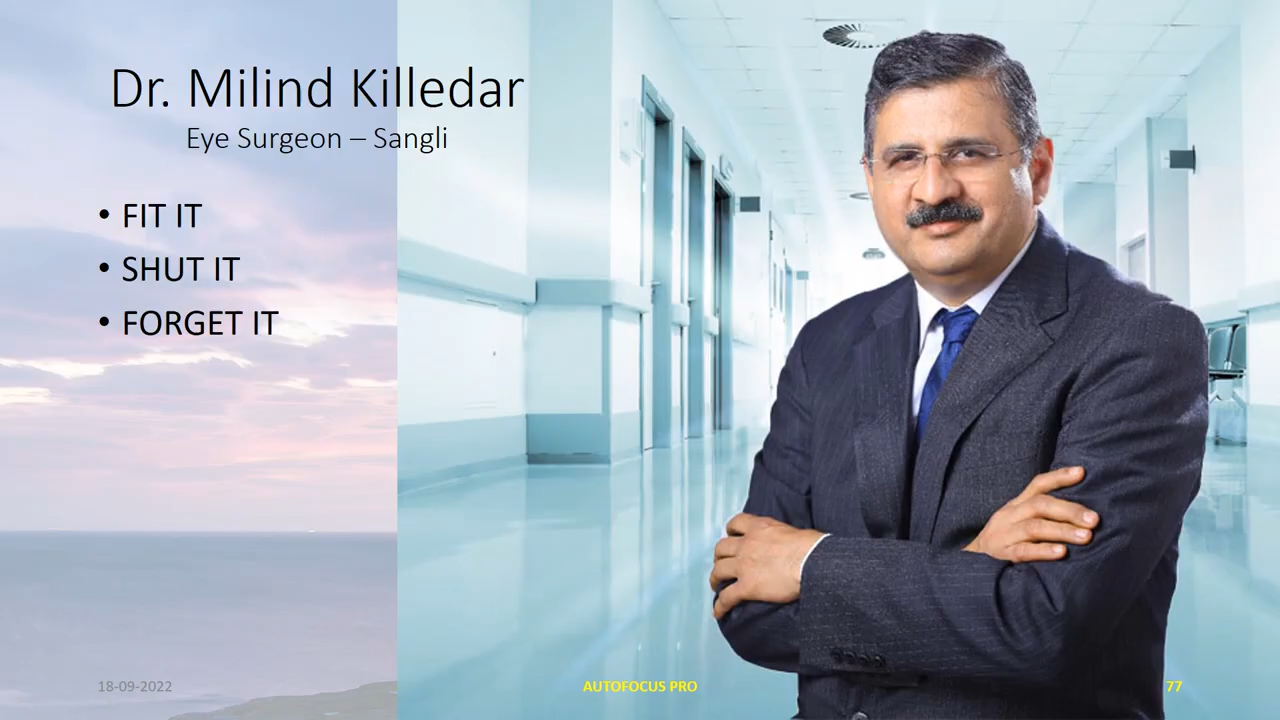 Dr. Milind Killedar
Eye Surgeon – Sangli
• FIT IT
• SHUT IT
• FORGET IT
18-09-2022
AUTOFOCUS PRO
77